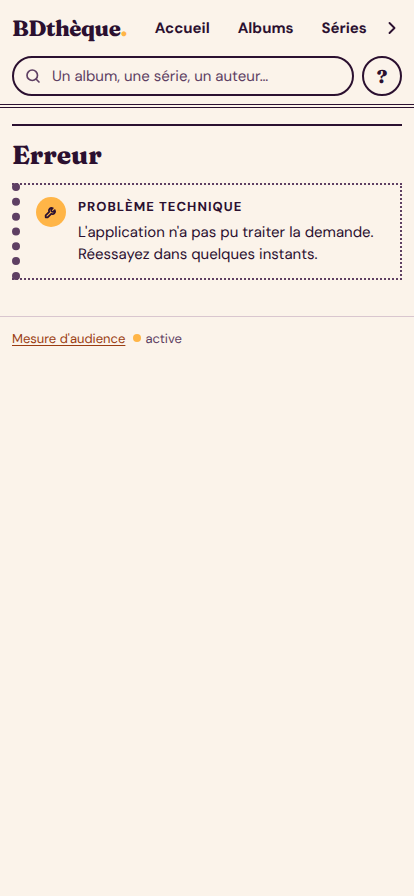 BDthèque.
Accueil
Albums
Séries
Un album, une série, un auteur...
?
Erreur
PROBLÈME TECHNIQUE
L'application n'a pas pu traiter la demande.
Réessayez dans quelques instants.
Mesure d'audience
active